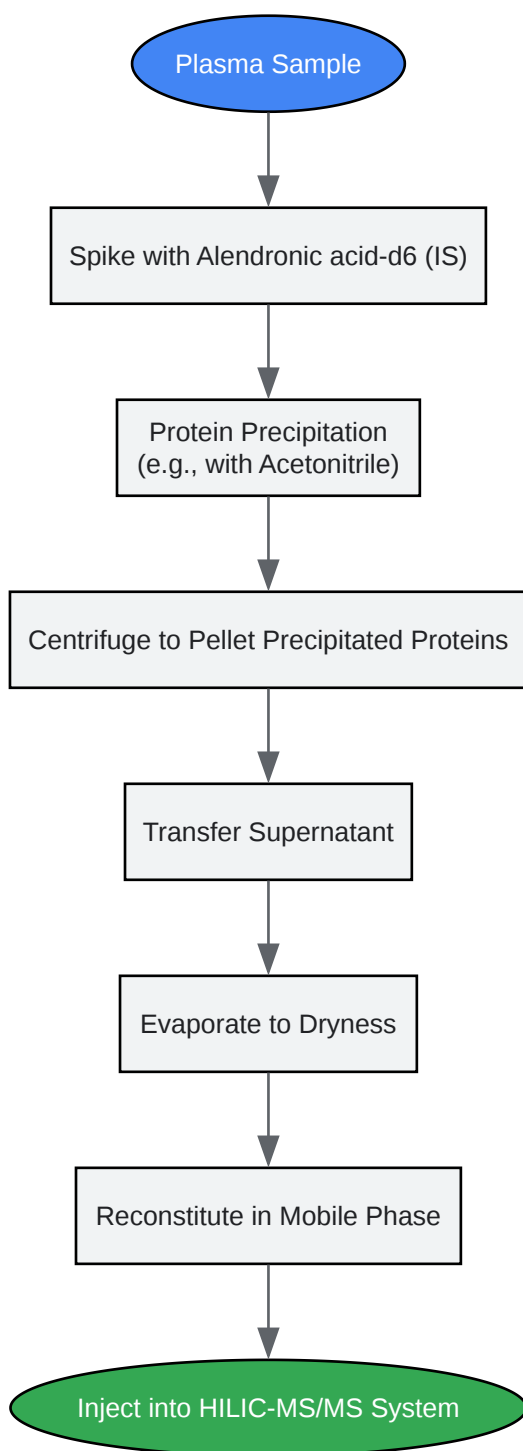 Plasma Sample
Spike with Alendronic acid-d6 (IS)
Protein Precipitation
(e.g., with Acetonitrile)
Centrifuge to Pellet Precipitated Proteins
Transfer Supernatant
Evaporate to Dryness
Reconstitute in Mobile Phase
Inject into HILIC-MS/MS System